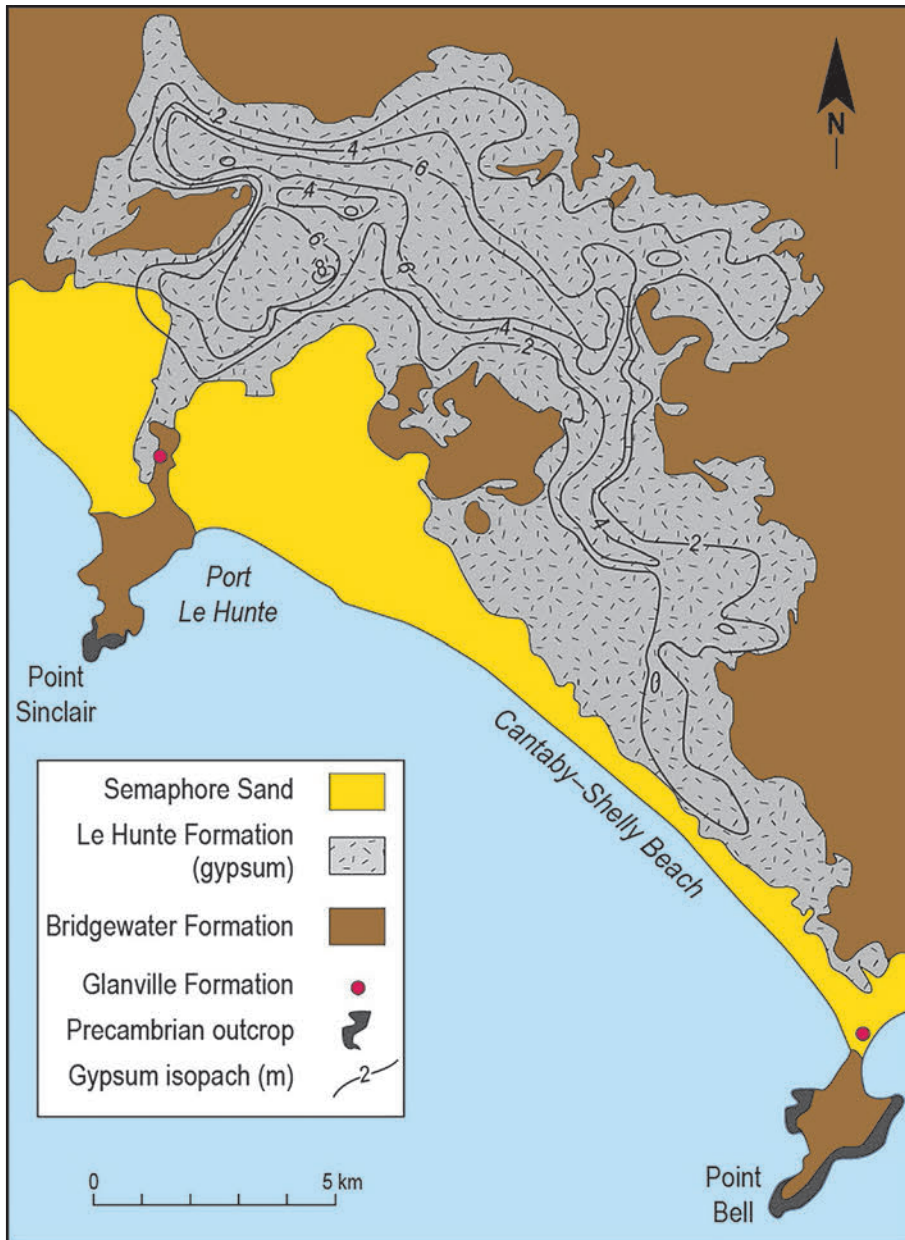 N
2
4
6
4
6
8
6
4
2
4
2
0
Port
Le Hunte
Point
Sinclair
Cantaby–Shelly Beach
Semaphore Sand
Le Hunte Formation
(gypsum)
Bridgewater Formation
Glanville Formation
Precambrian outcrop
Gypsum isopach (m)
2
0
5 km
Point
Bell